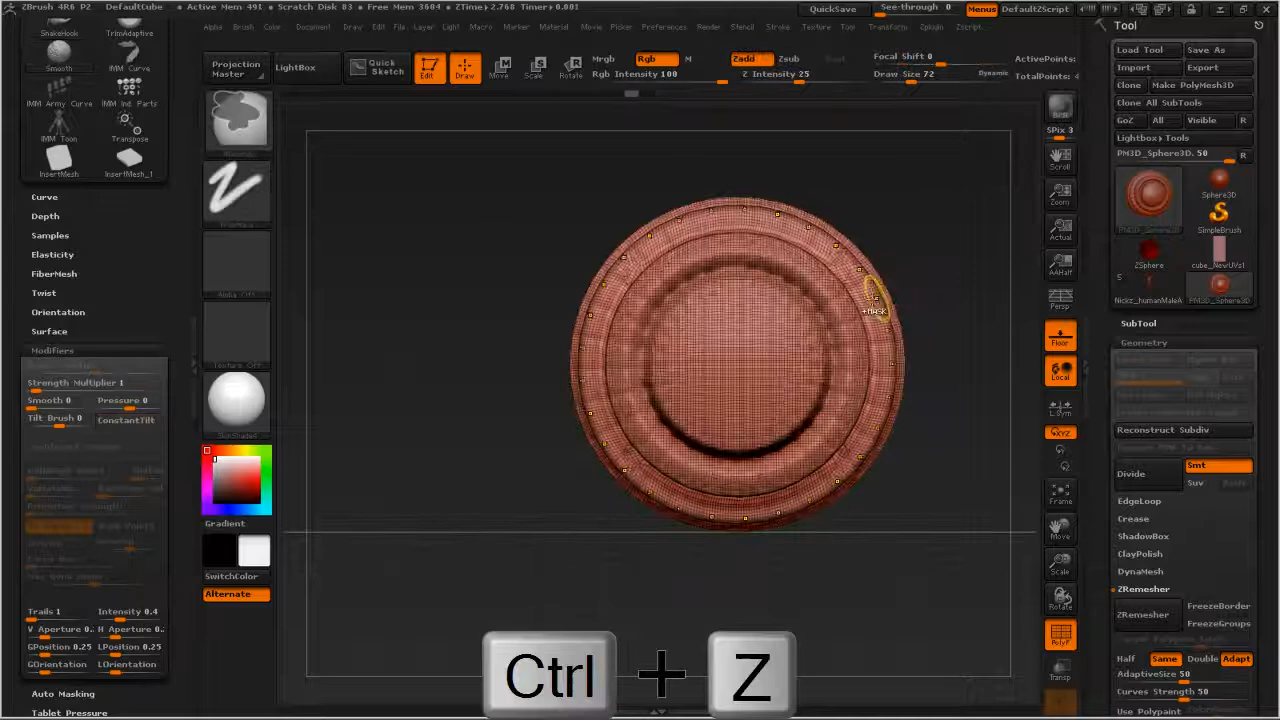 ZBrush 4R6 P2 DefaultCube
Active Mem 491
Scratch Disk 83
Free Mem 3604
ZTime▸2.768 Timer▸0.001
QuickSave
See-through 0
Menus
DefaultZScript
Alpha Brush Color Document Draw Edit File Layer Light Macro Marker Material Movie Picker Preferences Render Stencil Stroke Texture Tool Transform Zplugin Zscript
Tool
Projection Master
LightBox
Quick Sketch
Edit
Draw
Move
Scale
Rotate
Mrgb
Rgb
M
Rgb Intensity 100
Zadd
Zsub
Z Intensity 25
Focal Shift 0
Draw Size 72
Dynamic
ActivePoints:
TotalPoints: 4
SnakeHook
TrimAdaptive
Smooth
IMM Curve
IMM Army Curve
IMM Ind. Parts
IMM Toon
Transpose
InsertMesh
InsertMesh_1
Curve
Depth
Samples
Elasticity
FiberMesh
Twist
Orientation
Surface
Modifiers
Strength Multiplier 1
Smooth 0
Pressure 0
Tilt Brush 0
ConstantTilt
Trails 1
Intensity 0.4
V Aperture 0.
H Aperture 0.
GPosition 0.25
LPosition 0.25
GOrientation
LOrientation
Auto Masking
Tablet Pressure
Alpha Off
Texture Off
Gradient
SwitchColor
Alternate
+MASK
Ctrl + Z
BPR
SPix 3
Scroll
Zoom
Actual
AAHalf
Persp
Floor
Local
L.Sym
XYZ
Frame
Move
Scale
Rotate
PolyF
Transp
Load Tool
Save As
Import
Export
Clone
Make PolyMesh3D
Clone All SubTools
GoZ
All
Visible
R
Lightbox▸Tools
PM3D_Sphere3D. 50
R
Sphere3D
PM3D_Sphere3D
SimpleBrush
ZSphere
cube_NewUVs1
S
Nickz_humanMaleA
PM3D_Sphere3D
SubTool
Geometry
Reconstruct Subdiv
Divide
Smt
Suv
EdgeLoop
Crease
ShadowBox
ClayPolish
DynaMesh
ZRemesher
ZRemesher
FreezeBorder
FreezeGroups
Half
Same
Double
Adapt
AdaptiveSize 50
Curves Strength 50
Use Polypaint